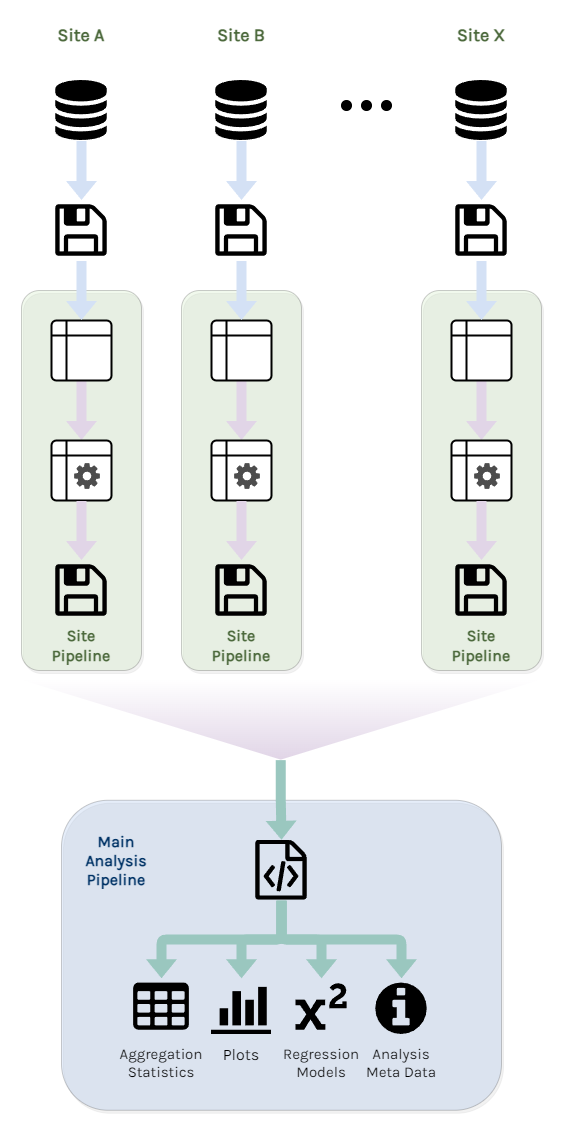 Site A
Site B
Site X
Site
Pipeline
Site
Pipeline
Site
Pipeline
Main
Analysis
Pipeline
</>
x²
i
Aggregation
Statistics
Plots
Regression
Models
Analysis
Meta Data